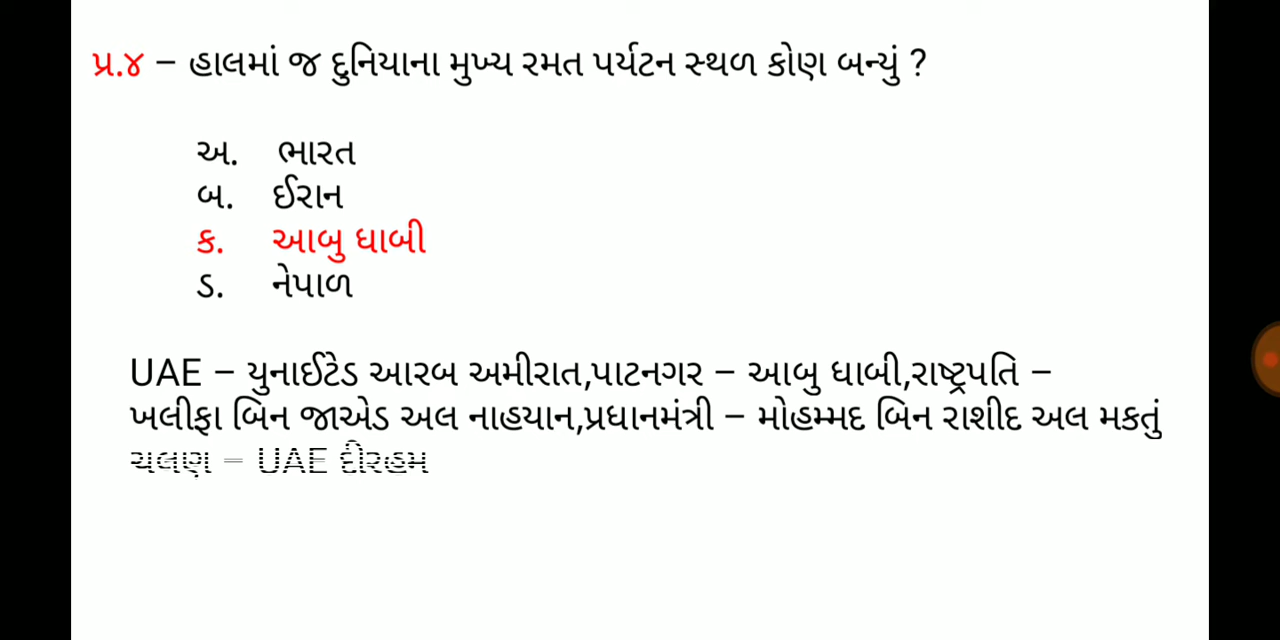 પ્ર.૪ – હાલમાં જ દુનિયાના મુખ્ય રમત પર્યટન સ્થળ કોણ બન્યું ?
અ. ભારત
બ. ઈરાન
ક. આબુ ધાબી
ડ. નેપાળ
UAE – યુનાઈટેડ આરબ અમીરાત,પાટનગર – આબુ ધાબી,રાષ્ટ્રપતિ –
ખલીફા બિન જાએડ અલ નાહયાન,પ્રધાનમંત્રી – મોહમ્મદ બિન રાશીદ અલ મકતું
ચલણ – UAE દીરહમ